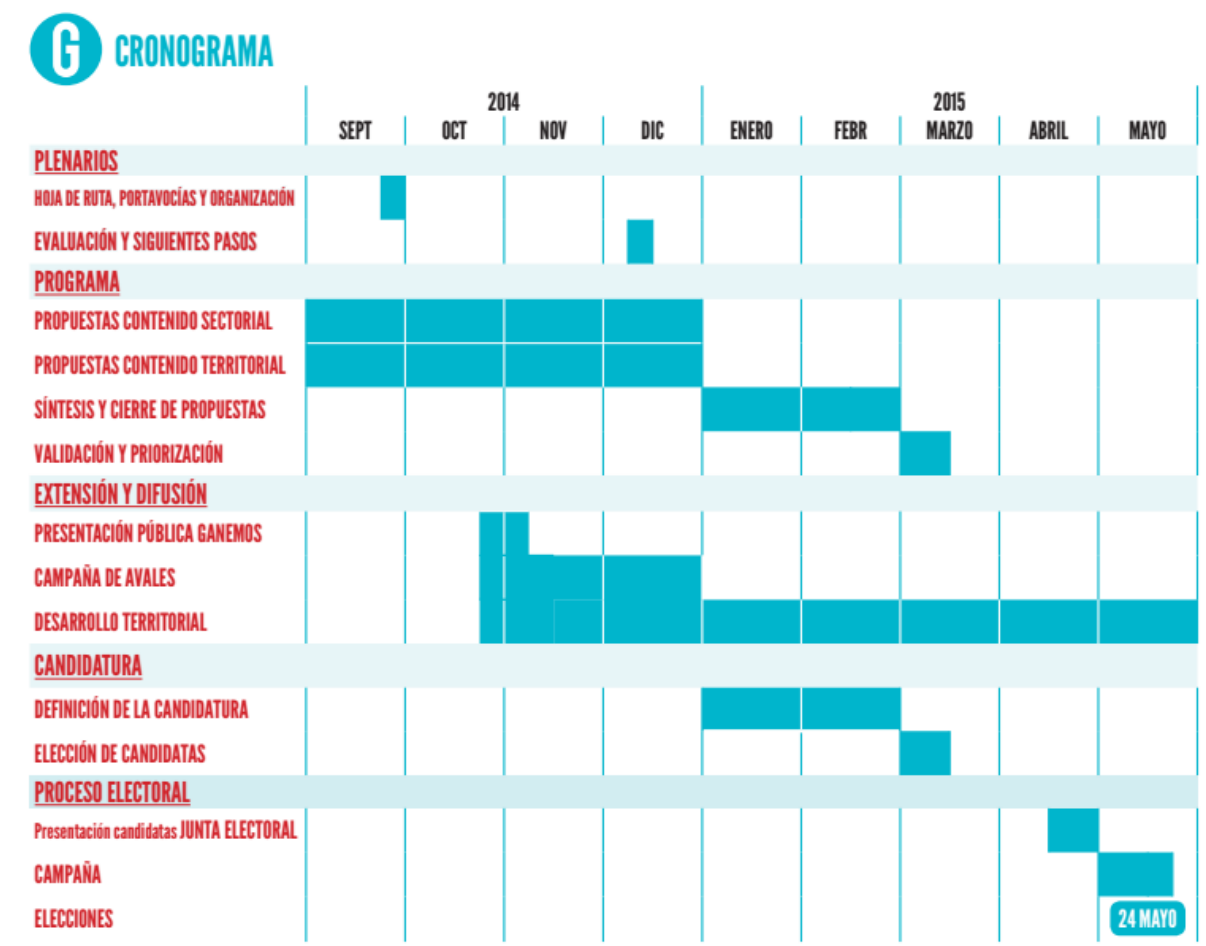 G CRONOGRAMA
2014 2015
SEPT OCT NOV DIC ENERO FEBR MARZO ABRIL MAYO
PLENARIOS
HOJA DE RUTA, PORTAVOCÍAS Y ORGANIZACIÓN
EVALUACIÓN Y SIGUIENTES PASOS
PROGRAMA
PROPUESTAS CONTENIDO SECTORIAL
PROPUESTAS CONTENIDO TERRITORIAL
SÍNTESIS Y CIERRE DE PROPUESTAS
VALIDACIÓN Y PRIORIZACIÓN
EXTENSIÓN Y DIFUSIÓN
PRESENTACIÓN PÚBLICA GANEMOS
CAMPAÑA DE AVALES
DESARROLLO TERRITORIAL
CANDIDATURA
DEFINICIÓN DE LA CANDIDATURA
ELECCIÓN DE CANDIDATAS
PROCESO ELECTORAL
Presentación candidatas JUNTA ELECTORAL
CAMPAÑA
ELECCIONES 24 MAYO